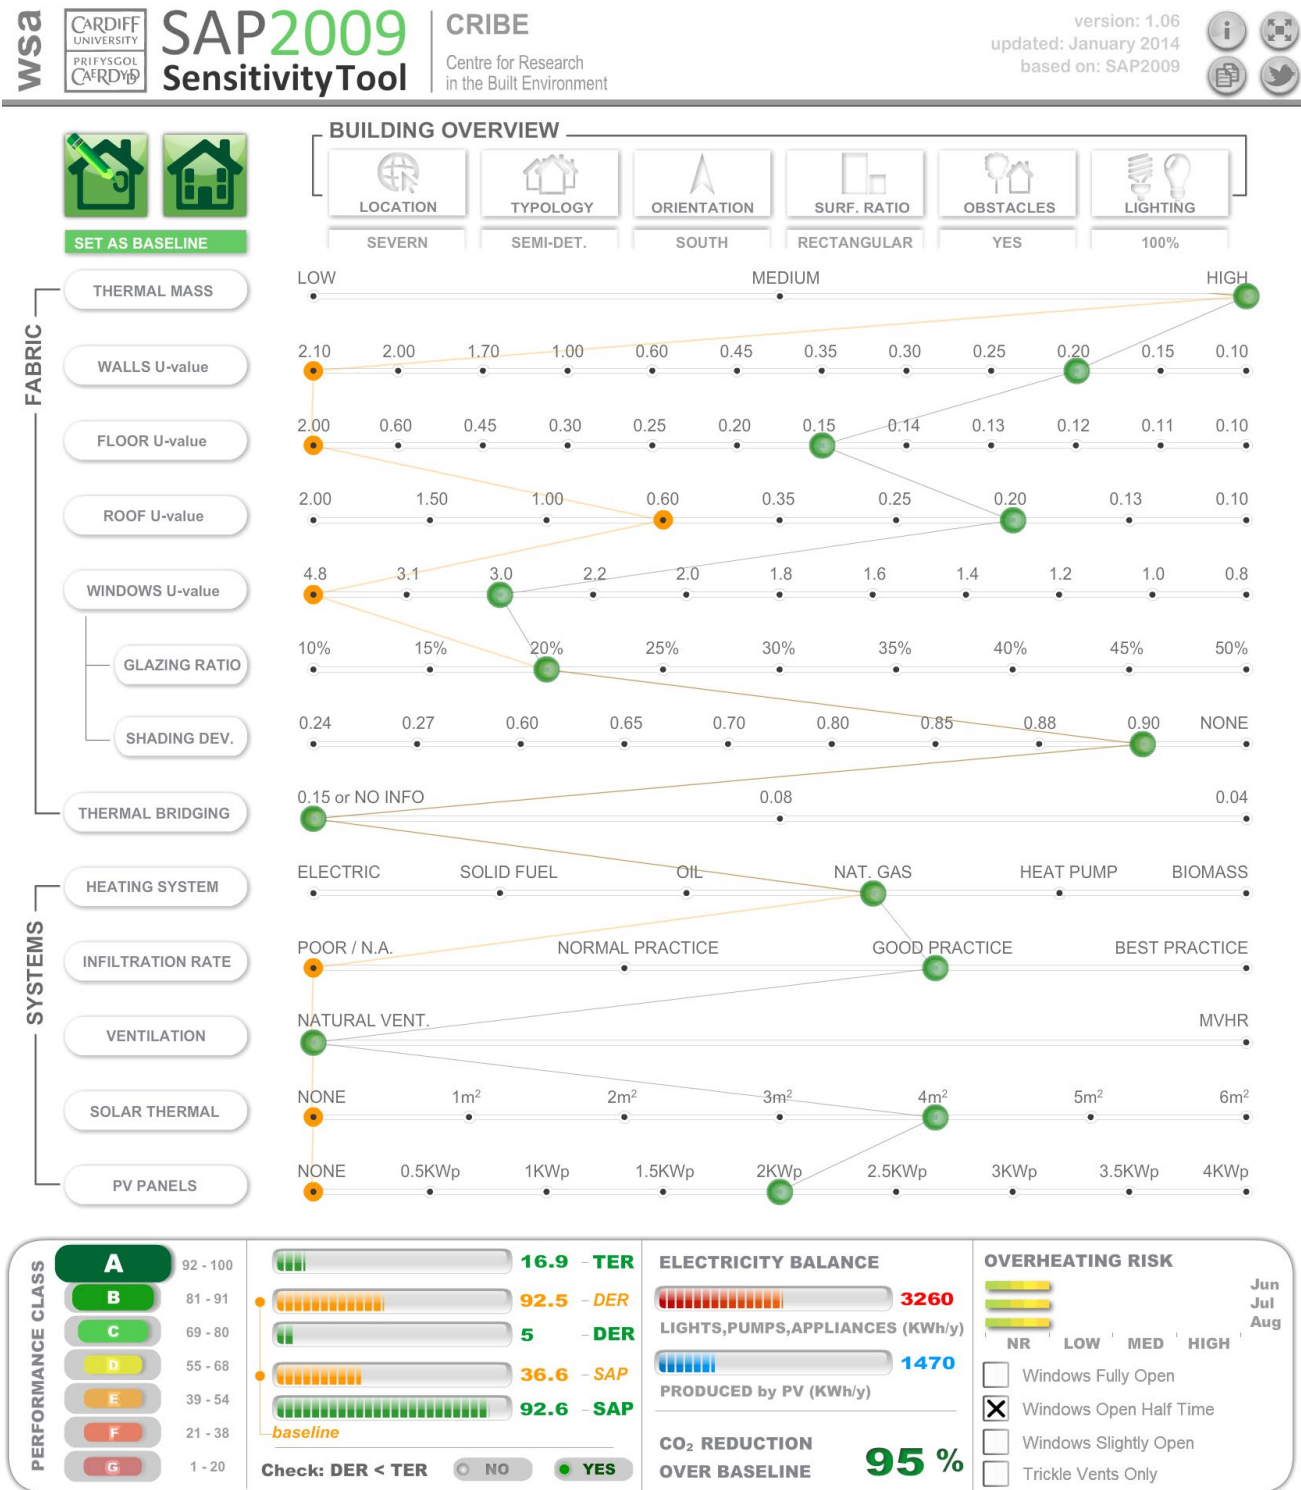 wsa
CARDIFF
UNIVERSITY
PRIFYSGOL
CAERDYDD
SAP2009
SensitivityTool
CRIBE
Centre for Research
in the Built Environment
version: 1.06
updated: January 2014
based on: SAP2009
i
BUILDING OVERVIEW
LOCATION TYPOLOGY ORIENTATION SURF. RATIO OBSTACLES LIGHTING
SET AS BASELINE
SEVERN SEMI-DET. SOUTH RECTANGULAR YES 100%
FABRIC
THERMAL MASS
LOW MEDIUM HIGH
WALLS U-value
2.10 2.00 1.70 1.00 0.60 0.45 0.35 0.30 0.25 0.20 0.15 0.10
FLOOR U-value
2.00 0.60 0.45 0.30 0.25 0.20 0.15 0.14 0.13 0.12 0.11 0.10
ROOF U-value
2.00 1.50 1.00 0.60 0.35 0.25 0.20 0.13 0.10
WINDOWS U-value
4.8 3.1 3.0 2.2 2.0 1.8 1.6 1.4 1.2 1.0 0.8
GLAZING RATIO
10% 15% 20% 25% 30% 35% 40% 45% 50%
SHADING DEV.
0.24 0.27 0.60 0.65 0.70 0.80 0.85 0.88 0.90 NONE
THERMAL BRIDGING
0.15 or NO INFO 0.08 0.04
SYSTEMS
HEATING SYSTEM
ELECTRIC SOLID FUEL OIL NAT. GAS HEAT PUMP BIOMASS
INFILTRATION RATE
POOR / N.A. NORMAL PRACTICE GOOD PRACTICE BEST PRACTICE
VENTILATION
NATURAL VENT. MVHR
SOLAR THERMAL
NONE 1m² 2m² 3m² 4m² 5m² 6m²
PV PANELS
NONE 0.5KWp 1KWp 1.5KWp 2KWp 2.5KWp 3KWp 3.5KWp 4KWp
PERFORMANCE CLASS
A 92 - 100
B 81 - 91
C 69 - 80
D 55 - 68
E 39 - 54
F 21 - 38
G 1 - 20
16.9 - TER
92.5 - DER
5 - DER
36.6 - SAP
92.6 - SAP
baseline
Check: DER < TER NO YES
ELECTRICITY BALANCE
3260
LIGHTS,PUMPS,APPLIANCES (KWh/y)
1470
PRODUCED by PV (KWh/y)
CO₂ REDUCTION
OVER BASELINE
95 %
OVERHEATING RISK
Jun
Jul
Aug
NR LOW MED HIGH
Windows Fully Open
Windows Open Half Time
Windows Slightly Open
Trickle Vents Only